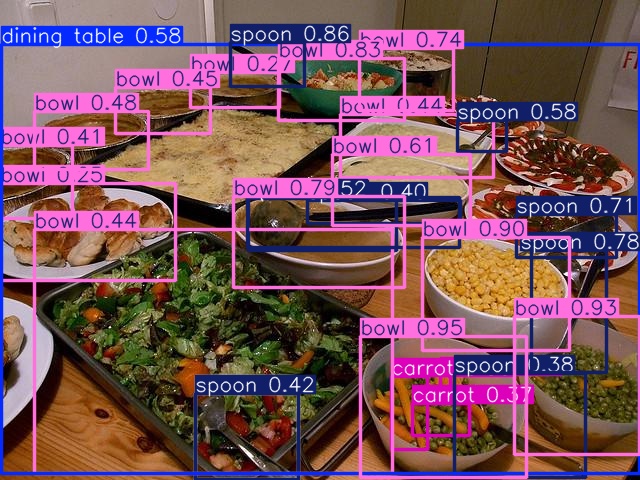 dining table 0.58
spoon 0.86
bowl 0.83
bowl 0.74
bowl 0.27
bowl 0.45
bowl 0.48
bowl 0.44
spoon 0.58
bowl 0.41
bowl 0.61
bowl 0.25
bowl 0.79
52
0.40
spoon 0.71
bowl 0.44
bowl 0.90
spoon 0.78
bowl 0.93
bowl 0.95
carrot
spoon 0.38
spoon 0.42
carrot 0.37